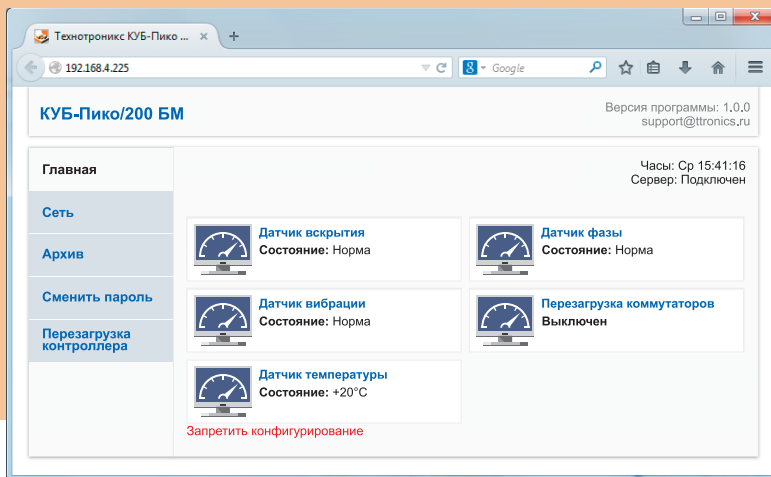 Технотроникс КУБ-Пико ...
192.168.4.225
8 Google
КУБ-Пико/200 БМ
Версия программы: 1.0.0
support@ttronics.ru
Главная
Часы: Ср 15:41:16
Сервер: Подключен
Сеть
Архив
Сменить пароль
Перезагрузка
контроллера
Датчик вскрытия
Состояние: Норма
Датчик фазы
Состояние: Норма
Датчик вибрации
Состояние: Норма
Перезагрузка коммутаторов
Выключен
Датчик температуры
Состояние: +20°C
Запретить конфигурирование